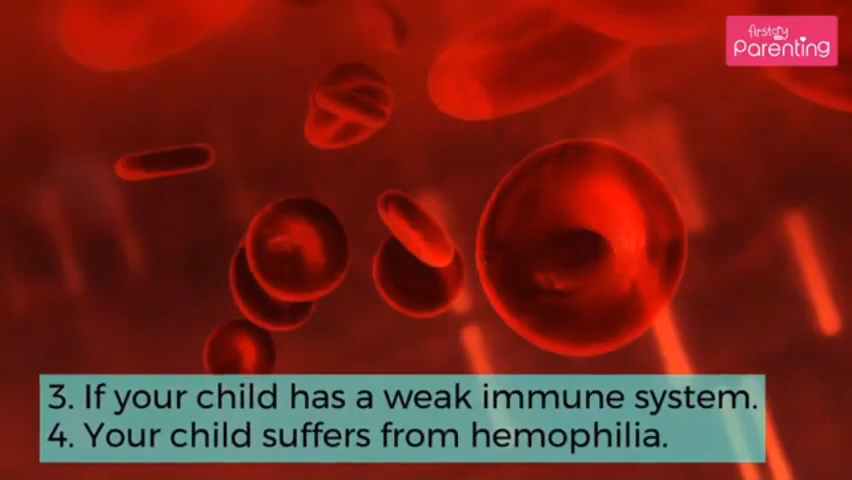 firstcry
Parenting
3. If your child has a weak immune system.
4. Your child suffers from hemophilia.